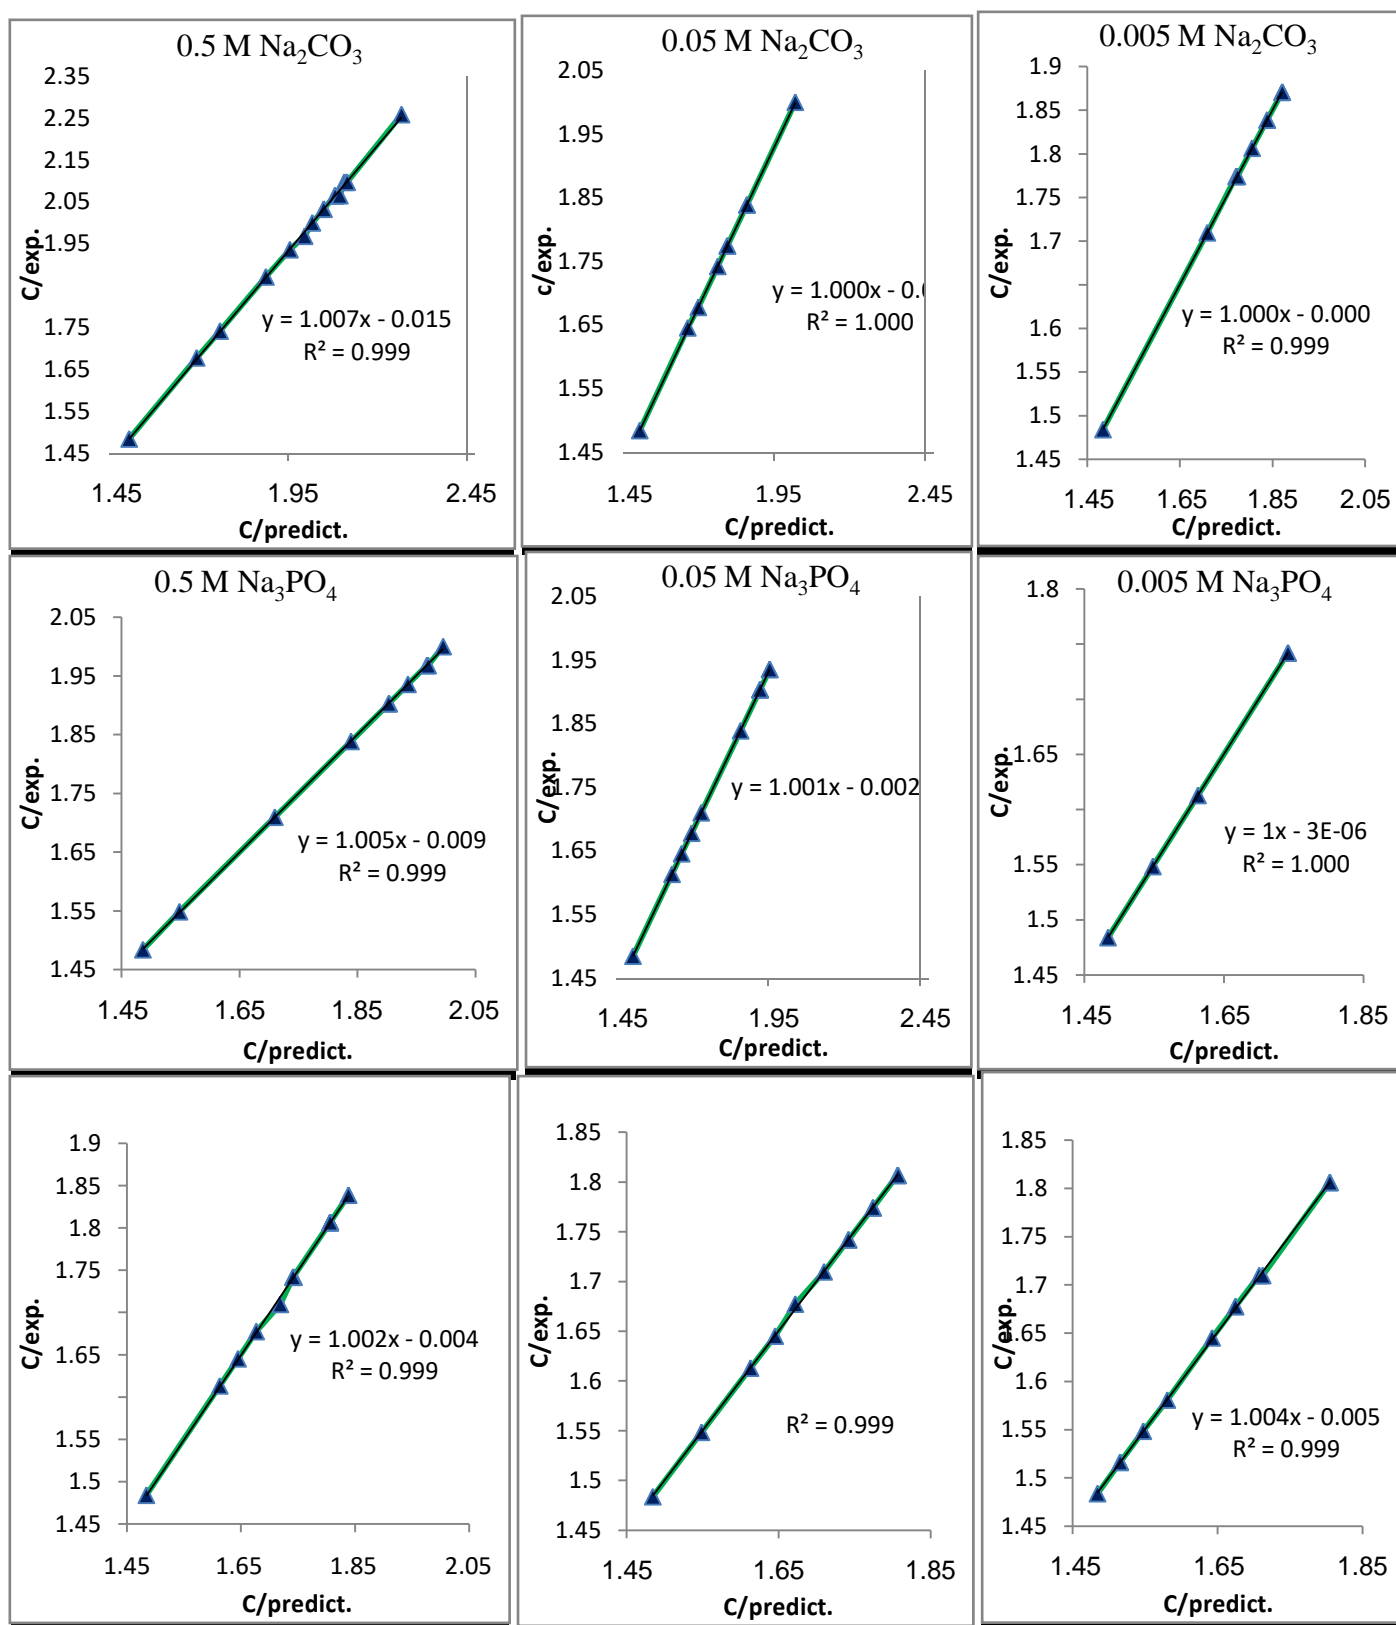 0.5 M Na₂CO₃
2.35
2.25
2.15
2.05
1.95
1.75
1.65
1.55
1.45
C/exp.
y = 1.007x - 0.015
R² = 0.999
1.45 1.95 2.45
C/predict.
0.05 M Na₂CO₃
2.05
1.95
1.85
1.75
1.65
1.55
1.45
c/exp.
y = 1.000x - 0.
R² = 1.000
1.45 1.95 2.45
C/predict.
0.005 M Na₂CO₃
1.9
1.85
1.8
1.75
1.7
1.6
1.55
1.5
1.45
C/exp.
y = 1.000x - 0.000
R² = 0.999
1.45 1.65 1.85 2.05
C/predict.
0.5 M Na₃PO₄
2.05
1.95
1.85
1.75
1.65
1.55
1.45
C/exp.
y = 1.005x - 0.009
R² = 0.999
1.45 1.65 1.85 2.05
C/predict.
0.05 M Na₃PO₄
2.05
1.95
1.85
1.75
1.65
1.55
1.45
C/exp.
y = 1.001x - 0.002
1.45 1.95 2.45
C/predict.
0.005 M Na₃PO₄
1.8
1.65
1.55
1.5
1.45
C/exp.
y = 1x - 3E-06
R² = 1.000
1.45 1.65 1.85
C/predict.
1.9
1.85
1.8
1.75
1.65
1.55
1.5
1.45
C/exp.
y = 1.002x - 0.004
R² = 0.999
1.45 1.65 1.85 2.05
C/predict.
1.85
1.8
1.75
1.7
1.65
1.6
1.55
1.5
1.45
C/exp.
R² = 0.999
1.45 1.65 1.85
C/predict.
1.85
1.8
1.75
1.7
1.65
1.6
1.55
1.5
1.45
C/exp.
y = 1.004x - 0.005
R² = 0.999
1.45 1.65 1.85
C/predict.